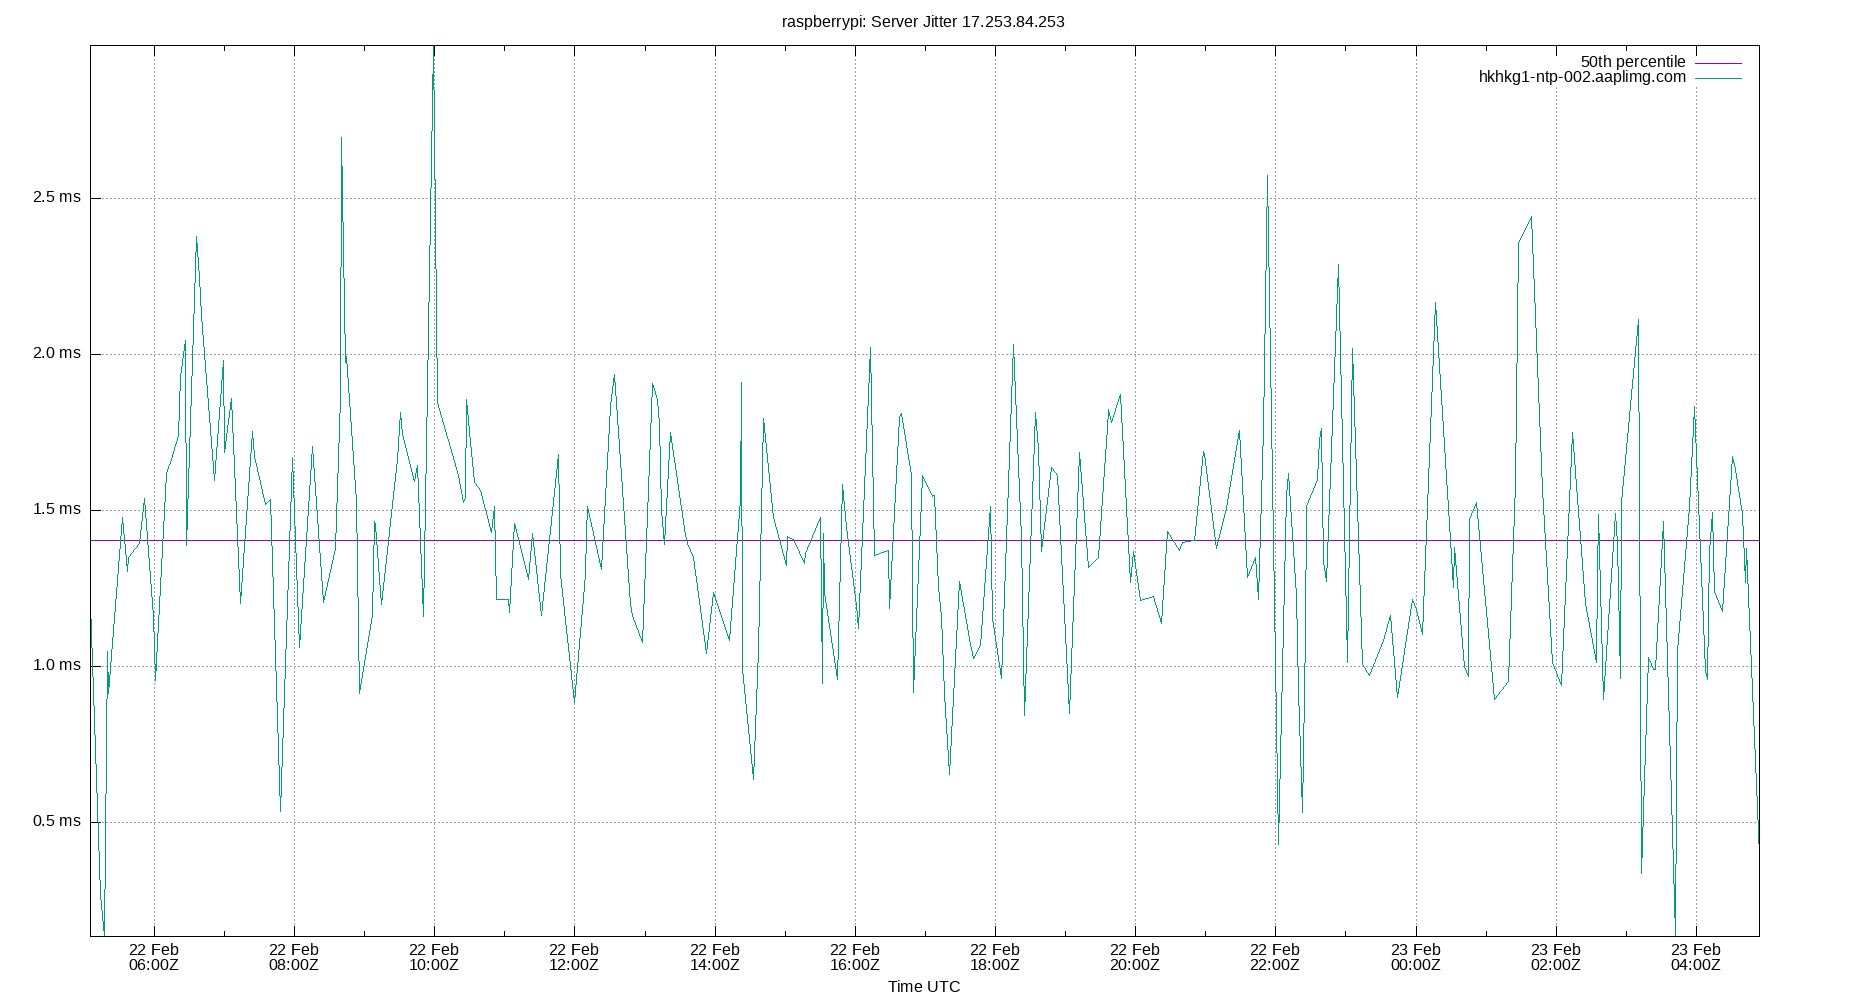 raspberrypi: Server Jitter 17.253.84.253
50th percentile
hkhkg1-ntp-002.aaplimg.com
2.5 ms
2.0 ms
1.5 ms
1.0 ms
0.5 ms
22 Feb 22 Feb 22 Feb 22 Feb 22 Feb 22 Feb 22 Feb 22 Feb 22 Feb 23 Feb 23 Feb 23 Feb
06:00Z 08:00Z 10:00Z 12:00Z 14:00Z 16:00Z 18:00Z 20:00Z 22:00Z 00:00Z 02:00Z 04:00Z
Time UTC